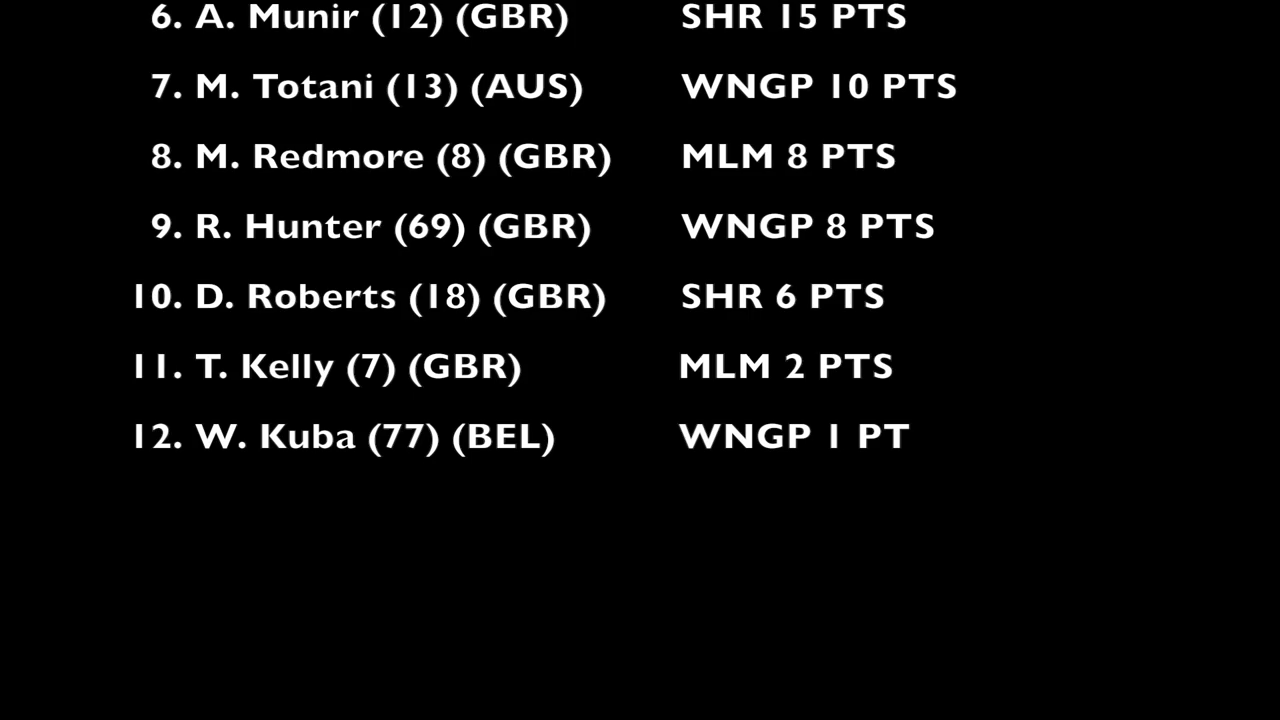 6. A. Munir (12) (GBR) SHR 15 PTS
7. M. Totani (13) (AUS) WNGP 10 PTS
8. M. Redmore (8) (GBR) MLM 8 PTS
9. R. Hunter (69) (GBR) WNGP 8 PTS
10. D. Roberts (18) (GBR) SHR 6 PTS
11. T. Kelly (7) (GBR) MLM 2 PTS
12. W. Kuba (77) (BEL) WNGP 1 PT